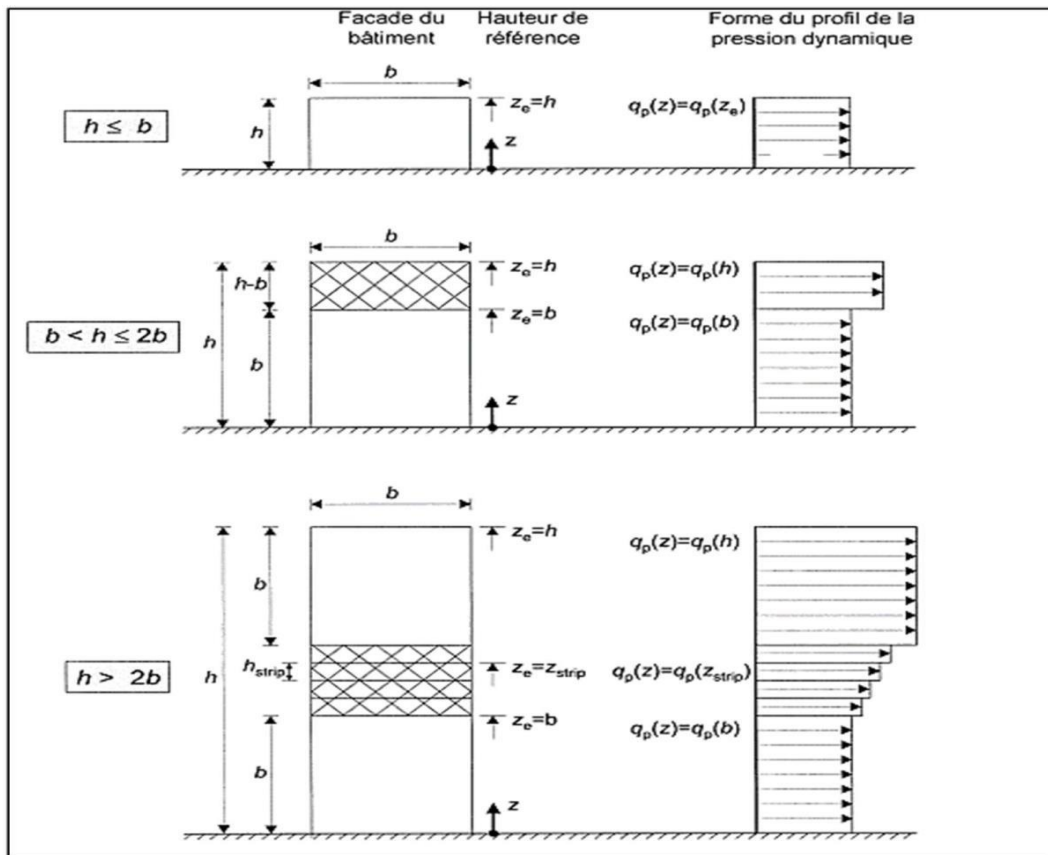 Facade du bâtiment
Hauteur de référence
Forme du profil de la pression dynamique
h ≤ b
b
h
z_e=h
z
q_p(z)=q_p(z_e)
b < h ≤ 2b
b
h-b
h
b
z_e=h
z_e=b
z
q_p(z)=q_p(h)
q_p(z)=q_p(b)
h > 2b
b
h
b
h_strip
b
z_e=h
z_e=z_strip
z_e=b
z
q_p(z)=q_p(h)
q_p(z)=q_p(z_strip)
q_p(z)=q_p(b)